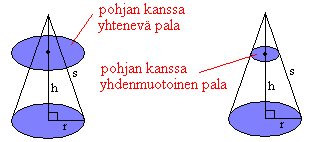 pohjan kanssa
yhtenevä pala
s
h
r
pohjan kanssa
yhdenmuotoinen pala
s
h
r